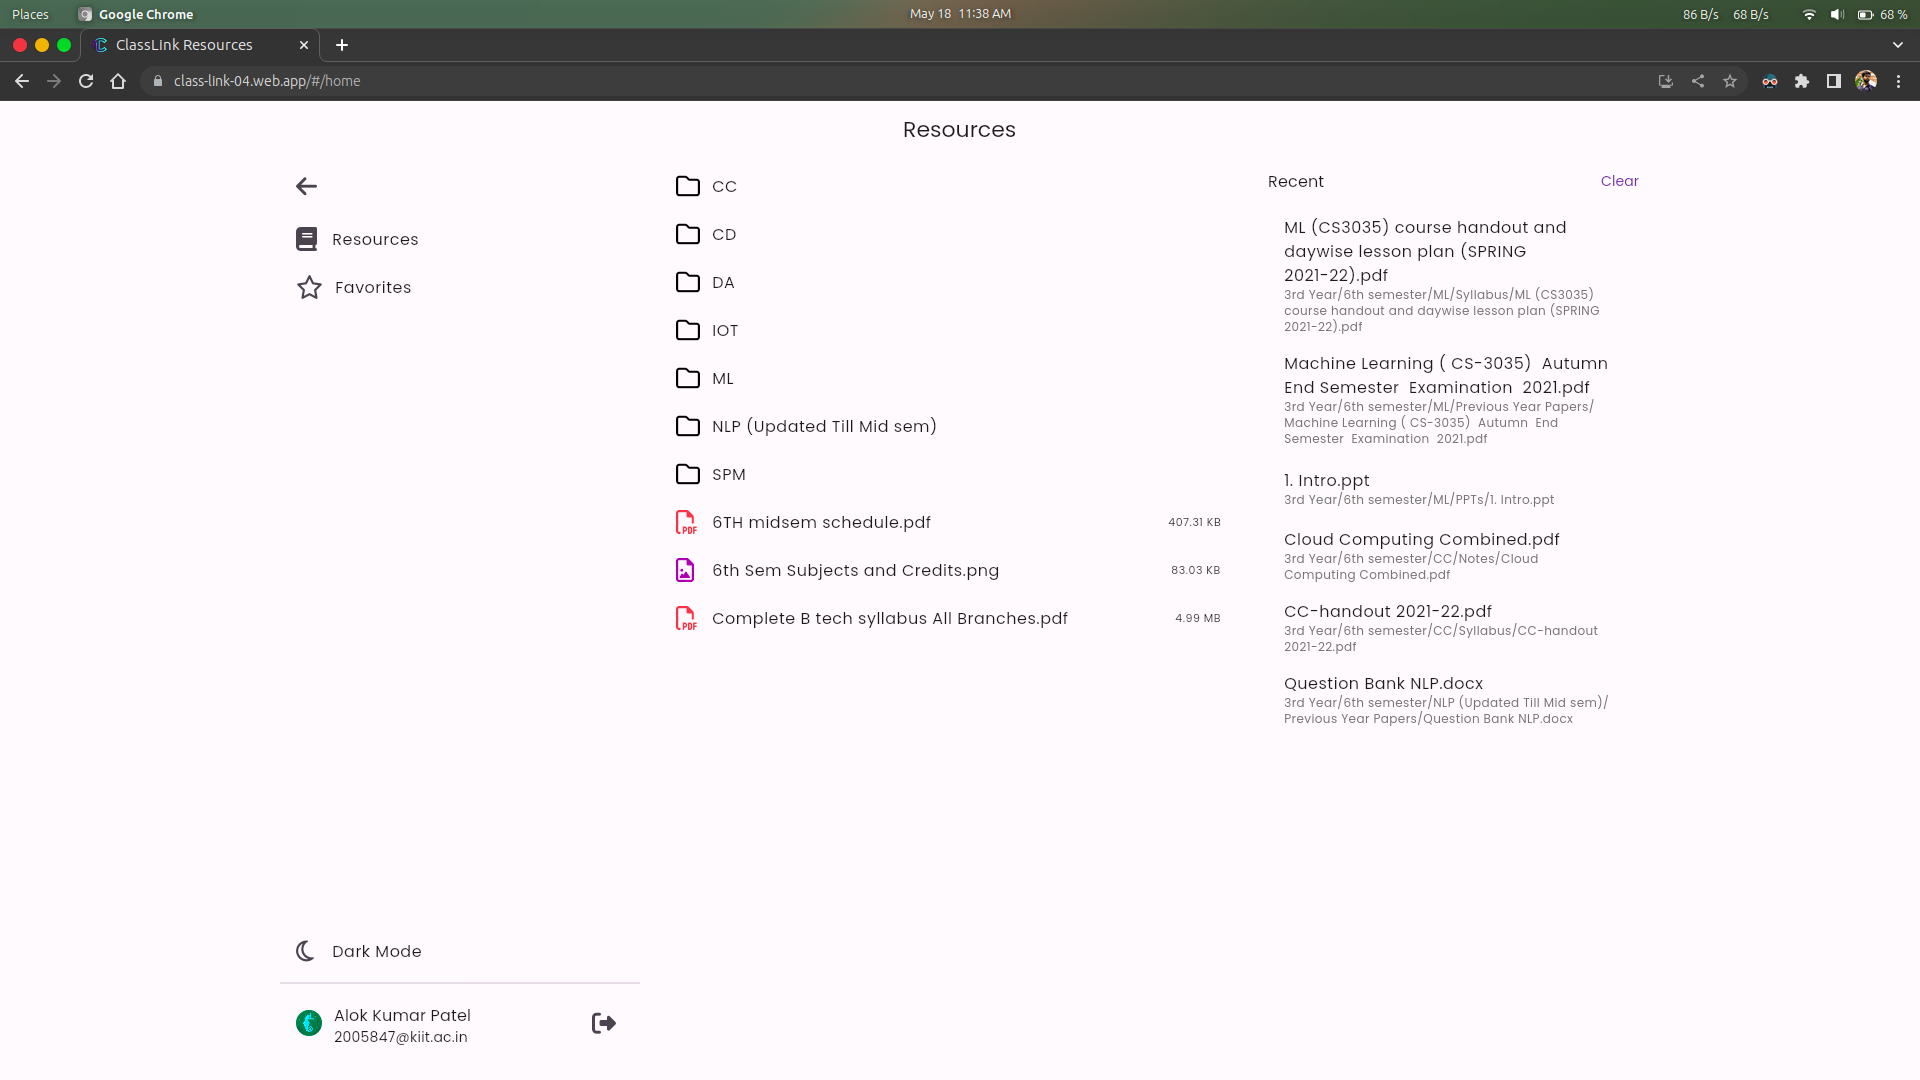 Places
Google Chrome
May 18 11:38 AM
86 B/s 68 B/s
68 %
ClassLink Resources
class-link-04.web.app/#/home
Resources
Resources
Favorites
CC
CD
DA
IOT
ML
NLP (Updated Till Mid sem)
SPM
6TH midsem schedule.pdf
407.31 KB
6th Sem Subjects and Credits.png
83.03 KB
Complete B tech syllabus All Branches.pdf
4.99 MB
Recent
Clear
ML (CS3035) course handout and
daywise lesson plan (SPRING
2021-22).pdf
3rd Year/6th semester/ML/Syllabus/ML (CS3035)
course handout and daywise lesson plan (SPRING
2021-22).pdf
Machine Learning ( CS-3035)  Autumn
End Semester  Examination  2021.pdf
3rd Year/6th semester/ML/Previous Year Papers/
Machine Learning ( CS-3035)  Autumn  End
Semester  Examination  2021.pdf
1. Intro.ppt
3rd Year/6th semester/ML/PPTs/1. Intro.ppt
Cloud Computing Combined.pdf
3rd Year/6th semester/CC/Notes/Cloud
Computing Combined.pdf
CC-handout 2021-22.pdf
3rd Year/6th semester/CC/Syllabus/CC-handout
2021-22.pdf
Question Bank NLP.docx
3rd Year/6th semester/NLP (Updated Till Mid sem)/
Previous Year Papers/Question Bank NLP.docx
Dark Mode
Alok Kumar Patel
2005847@kiit.ac.in